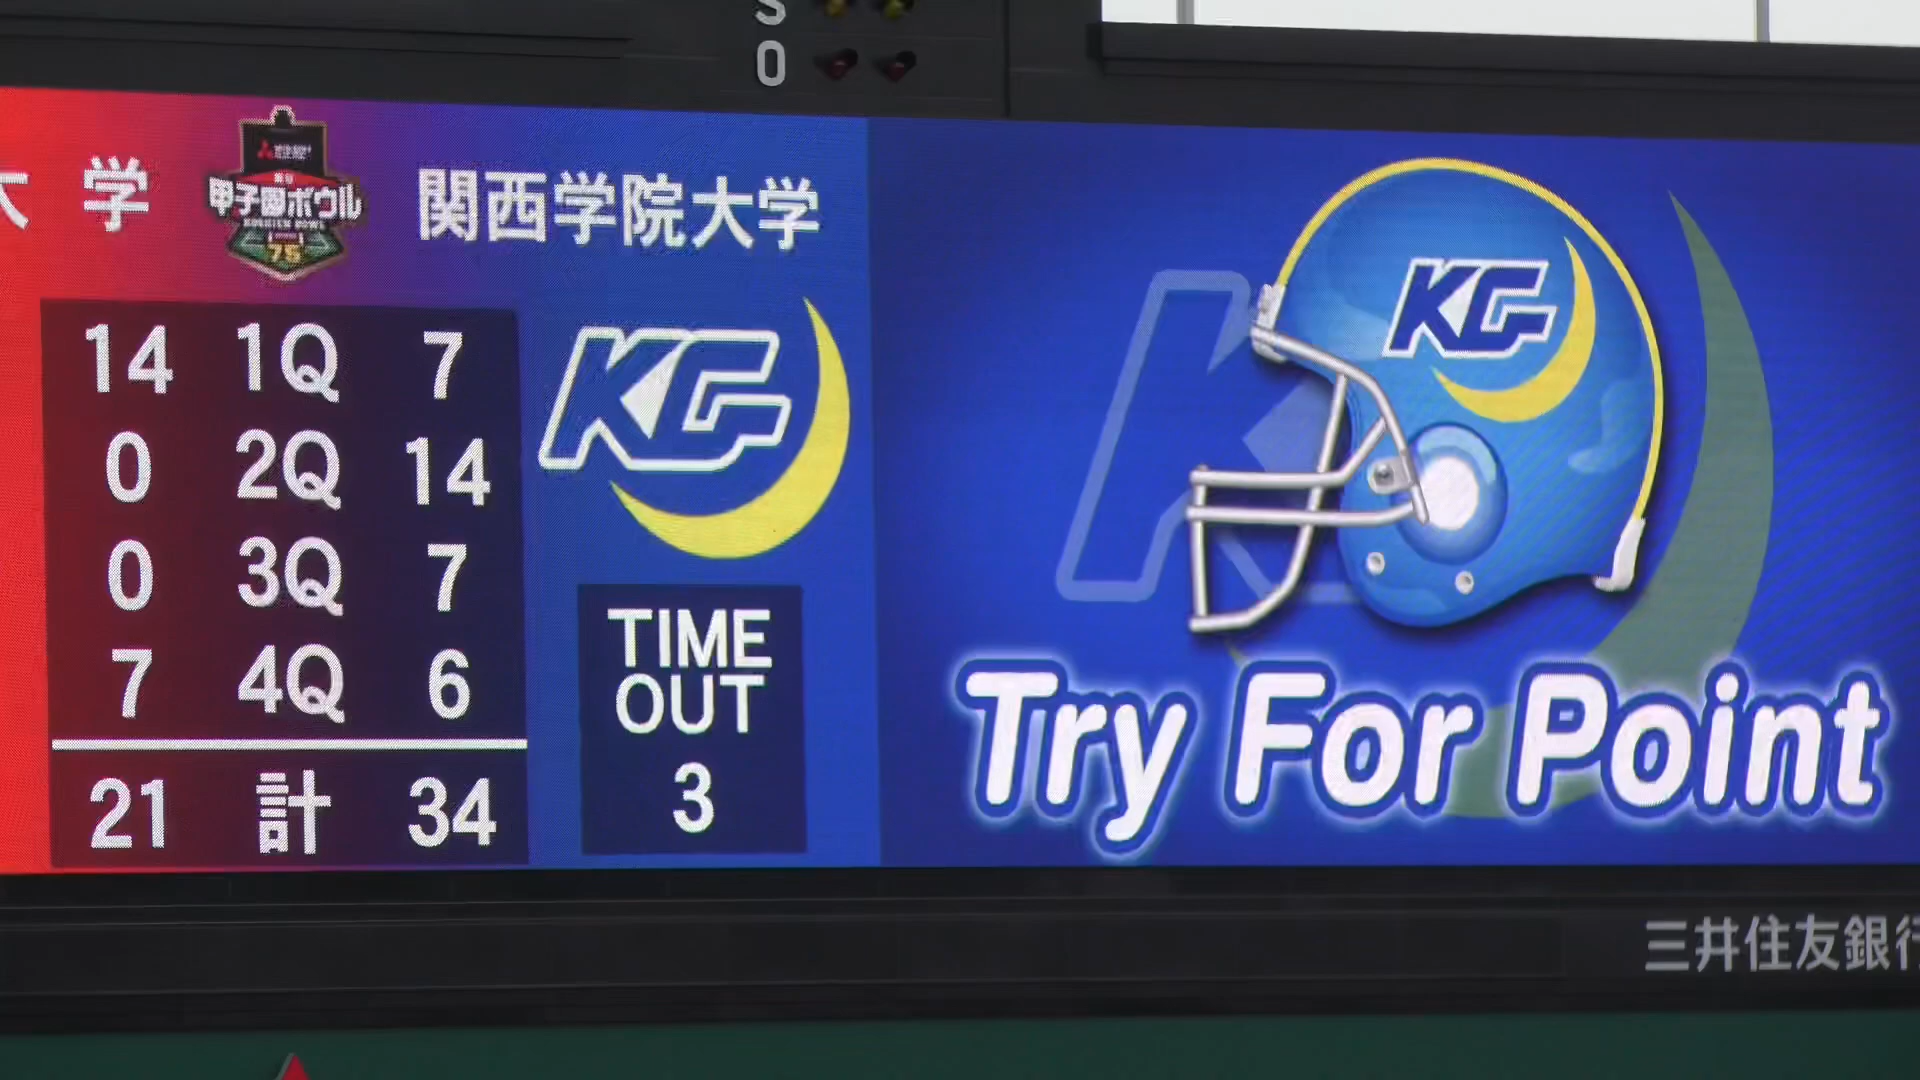 S
O
大 学
甲子園ボウル
KOSHIEN BOWL
75
関西学院大学
14 1Q 7
0 2Q 14
0 3Q 7
7 4Q 6
21 計 34
KG
TIME
OUT
3
KG
Try For Point
三井住友銀行